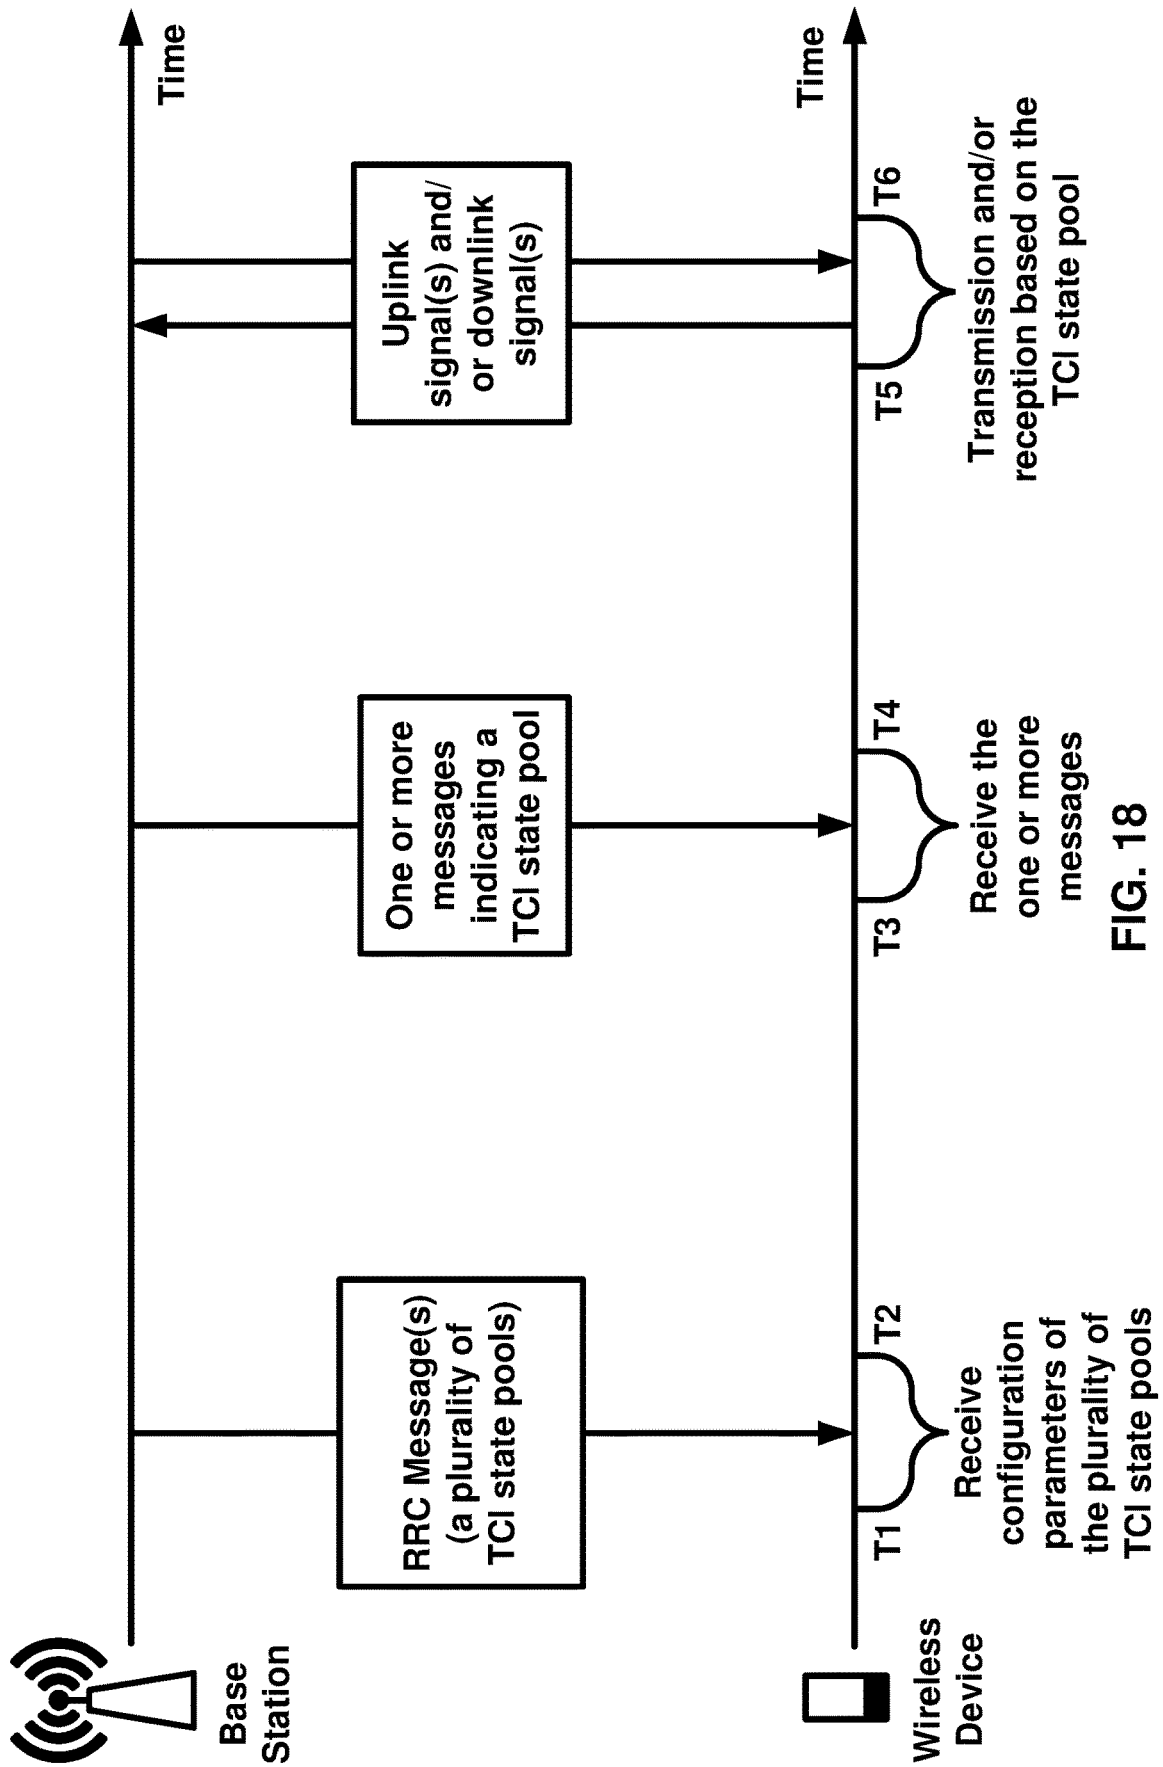 Base
Station
Time
RRC Message(s)
(a plurality of
TCI state pools)
One or more
messages
indicating a
TCI state pool
Uplink
signal(s) and/
or downlink
signal(s)
Wireless
Device
Time
T1
T2
Receive
configuration
parameters of
the plurality of
TCI state pools
T3
T4
Receive the
one or more
messages
T5
T6
Transmission and/or
reception based on the
TCI state pool
FIG. 18